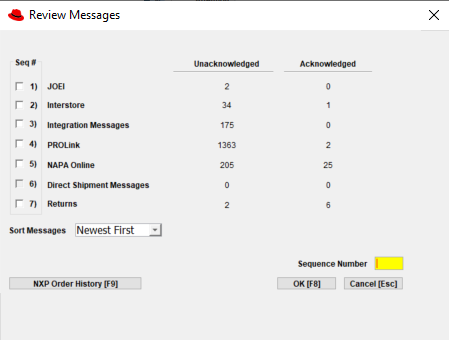 Review Messages
Seq # Unacknowledged Acknowledged
1) JOEI 2 0
2) Interstore 34 1
3) Integration Messages 175 0
4) PROLink 1363 2
5) NAPA Online 205 25
6) Direct Shipment Messages 0 0
7) Returns 2 6
Sort Messages Newest First
Sequence Number
NXP Order History [F9] OK [F8] Cancel [Esc]